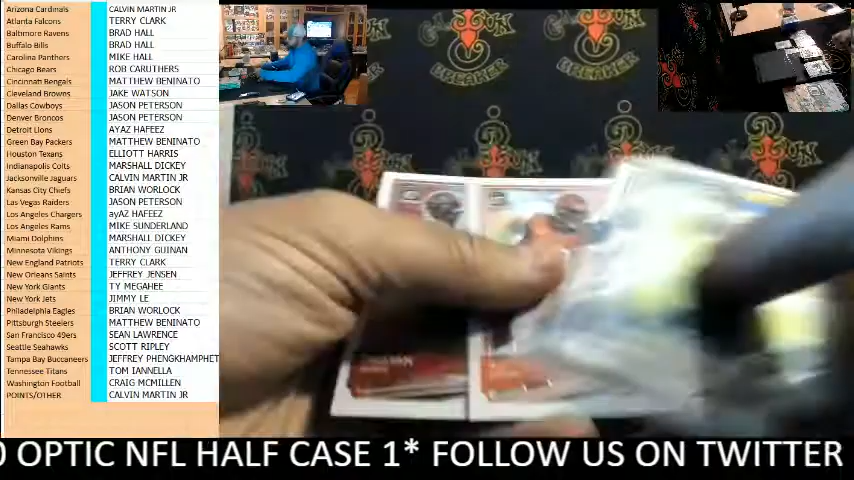 Arizona Cardinals CALVIN MARTIN JR
Atlanta Falcons TERRY CLARK
Baltimore Ravens BRAD HALL
Buffalo Bills BRAD HALL
Carolina Panthers MIKE HALL
Chicago Bears ROB CARUTHERS
Cincinnati Bengals MATTHEW BENINATO
Cleveland Browns JAKE WATSON
Dallas Cowboys JASON PETERSON
Denver Broncos JASON PETERSON
Detroit Lions AYAZ HAFEEZ
Green Bay Packers MATTHEW BENINATO
Houston Texans ELLIOTT HARRIS
Indianapolis Colts MARSHALL DICKEY
Jacksonville Jaguars CALVIN MARTIN JR
Kansas City Chiefs BRIAN WORLOCK
Las Vegas Raiders JASON PETERSON
Los Angeles Chargers ayAZ HAFEEZ
Los Angeles Rams MIKE SUNDERLAND
Miami Dolphins MARSHALL DICKEY
Minnesota Vikings ANTHONY GUINAN
New England Patriots TERRY CLARK
New Orleans Saints JEFFREY JENSEN
New York Giants TY MEGAHEE
New York Jets JIMMY LE
Philadelphia Eagles BRIAN WORLOCK
Pittsburgh Steelers MATTHEW BENINATO
San Francisco 49ers SEAN LAWRENCE
Seattle Seahawks SCOTT RIPLEY
Tampa Bay Buccaneers JEFFREY PHENGKHAMPHET
Tennessee Titans TOM IANNELLA
Washington Football CRAIG MCMILLEN
POINTS/OTHER CALVIN MARTIN JR
BREAKER
BREAKER
0 OPTIC NFL HALF CASE 1* FOLLOW US ON TWITTER